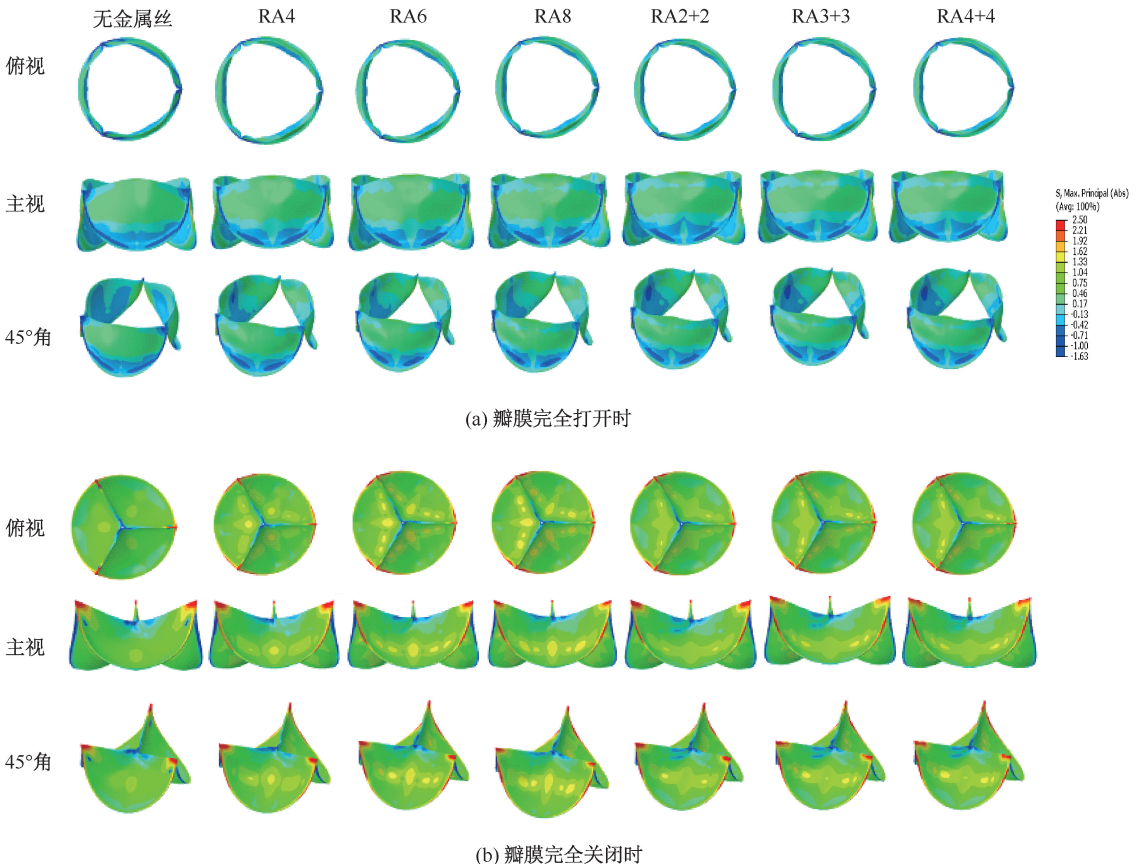 无金属丝 RA4 RA6 RA8 RA2+2 RA3+3 RA4+4
俯视
主视
45°角
S, Max. Principal (Abs)
(Avg: 100%)
2.50
2.21
1.92
1.62
1.33
1.04
0.75
0.46
0.17
-0.13
-0.42
-0.71
-1.00
-1.63
(a) 瓣膜完全打开时
俯视
主视
45°角
(b) 瓣膜完全关闭时